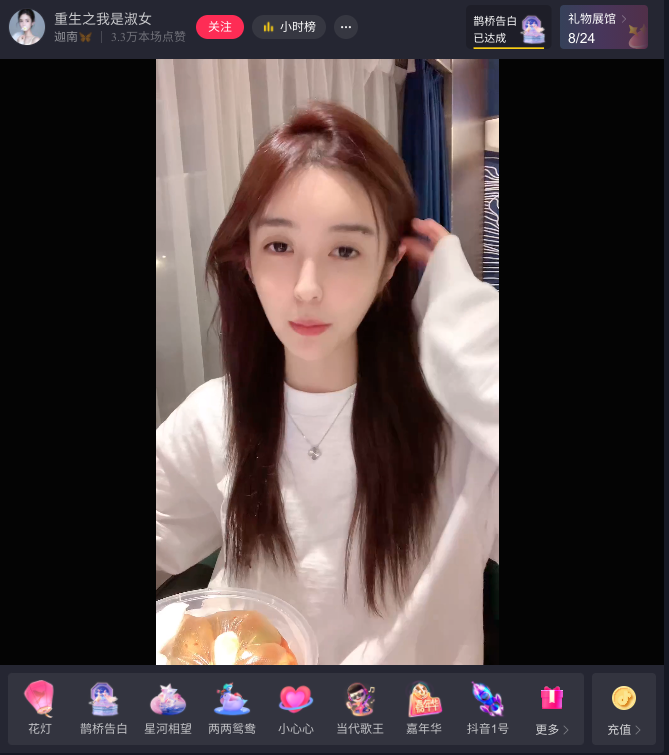 重生之我是淑女
关注
小时榜
迦南 | 3.3万本场点赞
鹊桥告白
已达成
礼物展馆
8/24
花灯
鹊桥告白
星河相望
两两鸳鸯
小心心
当代歌王
嘉年华
抖音1号
更多
充值